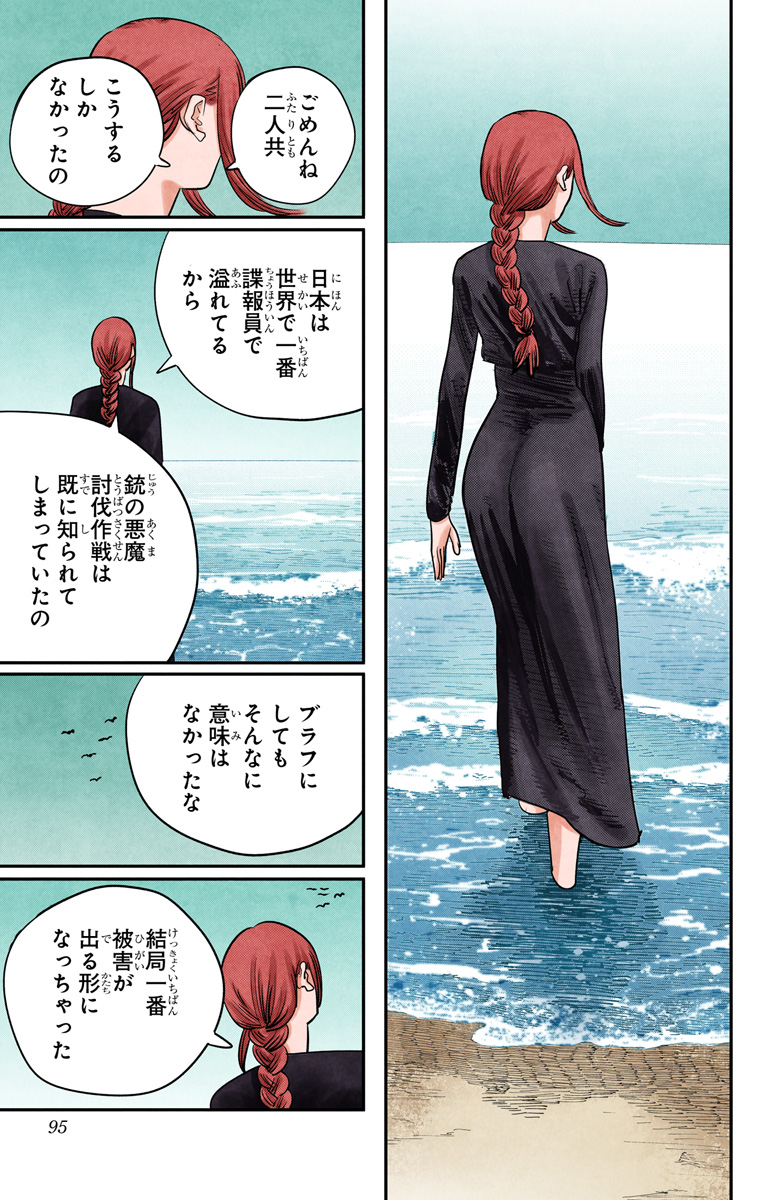 ごめんね
二人共
こうする
しか
なかったの
日本は
世界で一番
諜報員で
溢れてる
から
銃の悪魔
討伐作戦は
既に知られて
しまっていたの
ブラフに
しても
そんなに
意味は
なかったな
結局一番
被害が
出る形に
なっちゃった
95